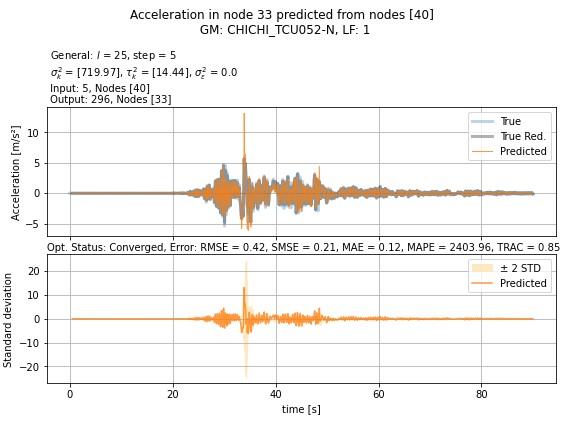 Acceleration in node 33 predicted from nodes [40]
GM: CHICHI_TCU052-N, LF: 1
General: l = 25, step = 5
σ²ₖ = [719.97], τ²ₖ = [14.44], σ²ε = 0.0
Input: 5, Nodes [40]
Output: 296, Nodes [33]
Acceleration [m/s²]
10
5
0
−5
True
True Red.
Predicted
Opt. Status: Converged, Error: RMSE = 0.42, SMSE = 0.21, MAE = 0.12, MAPE = 2403.96, TRAC = 0.85
Standard deviation
20
10
0
−10
−20
± 2 STD
Predicted
0 20 40 60 80
time [s]